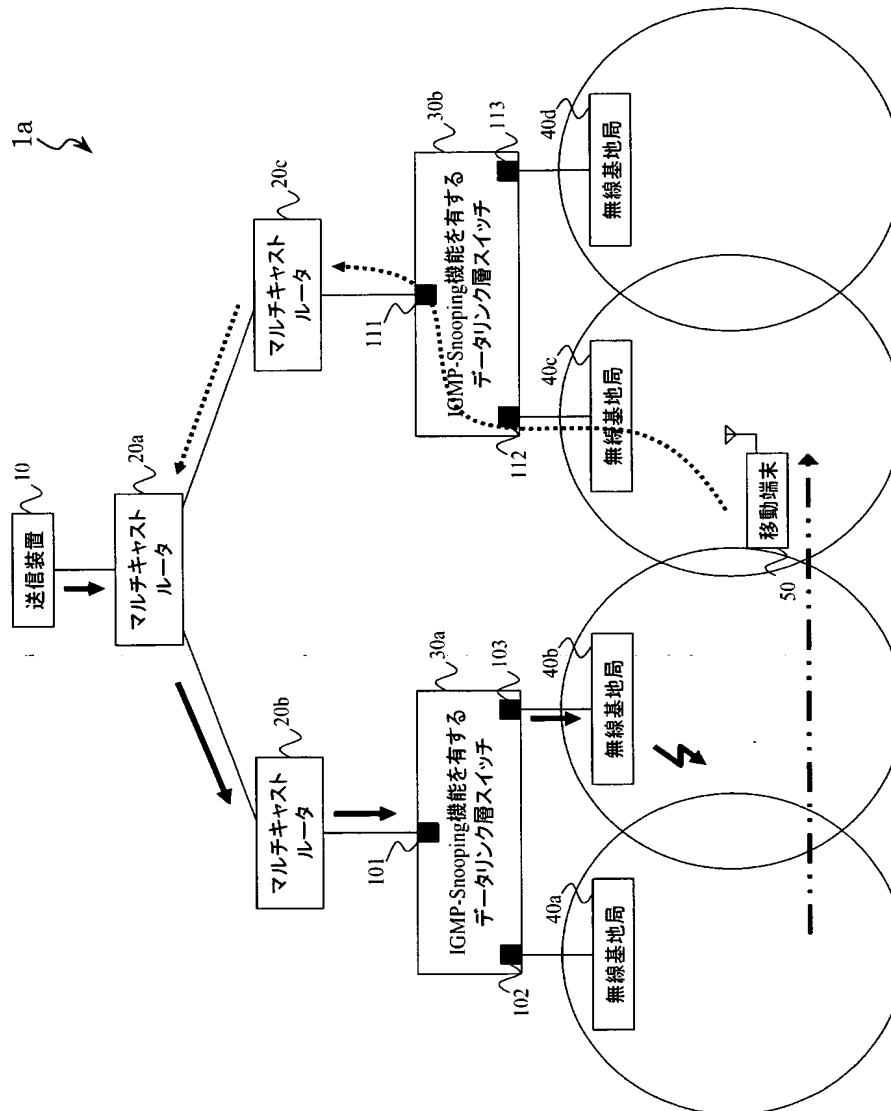 1a
10
送信装置
20a
マルチキャスト
ルータ
20b
マルチキャスト
ルータ
20c
マルチキャスト
ルータ
101
30a
IGMP-Snooping機能を有する
データリンク層スイッチ
102
103
111
30b
IGMP-Snooping機能を有する
データリンク層スイッチ
112
113
40a
無線基地局
40b
無線基地局
40c
無線基地局
40d
無線基地局
移動端末
50